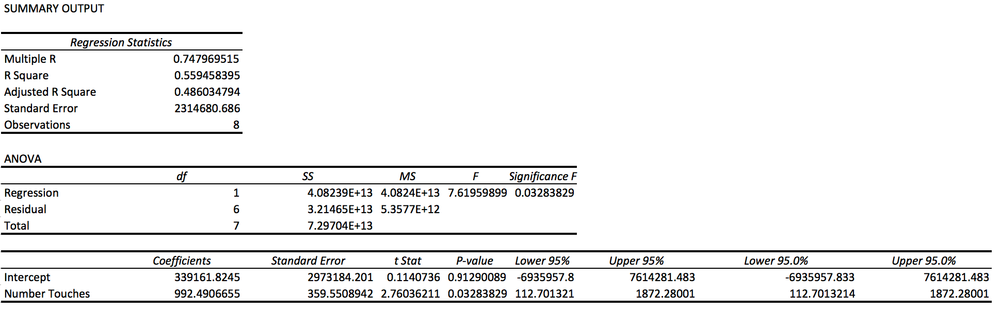 SUMMARY OUTPUT
Regression Statistics
Multiple R 0.747969515
R Square 0.559458395
Adjusted R Square 0.486034794
Standard Error 2314680.686
Observations 8
ANOVA
df SS MS F Significance F
Regression 1 4.08239E+13 4.0824E+13 7.61959899 0.03283829
Residual 6 3.21465E+13 5.3577E+12
Total 7 7.29704E+13
Coefficients Standard Error t Stat P-value Lower 95% Upper 95% Lower 95.0% Upper 95.0%
Intercept 339161.8245 2973184.201 0.1140736 0.91290089 -6935957.8 7614281.483 -6935957.833 7614281.483
Number Touches 992.4906655 359.5508942 2.76036211 0.03283829 112.701321 1872.28001 112.7013214 1872.28001